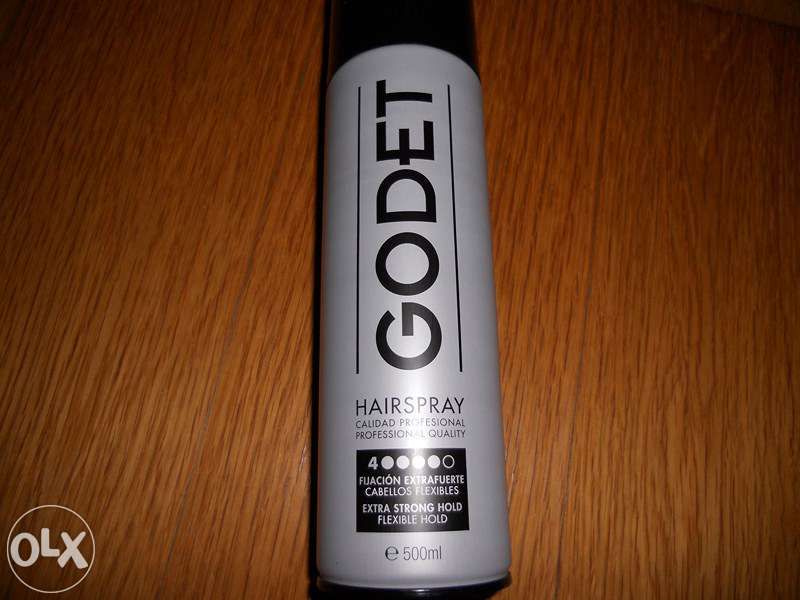 GODET
HAIRSPRAY
CALIDAD PROFESIONAL
PROFESSIONAL QUALITY
4
FIJACIÓN EXTRAFUERTE
CABELLOS FLEXIBLES
EXTRA STRONG HOLD
FLEXIBLE HOLD
℮ 500ml
OLX